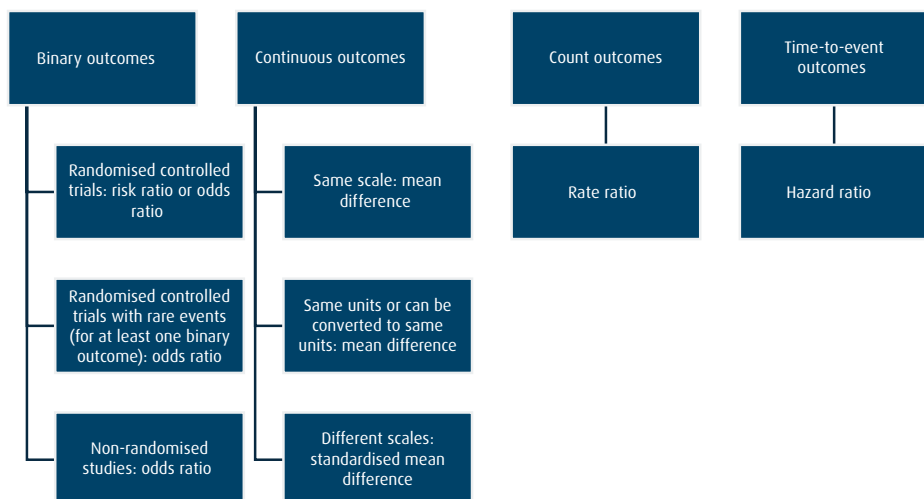 Binary outcomes
Randomised controlled
trials: risk ratio or odds
ratio
Randomised controlled
trials with rare events
(for at least one binary
outcome): odds ratio
Non-randomised
studies: odds ratio
Continuous outcomes
Same scale: mean
difference
Same units or can be
converted to same
units: mean difference
Different scales:
standardised mean
difference
Count outcomes
Rate ratio
Time-to-event
outcomes
Hazard ratio